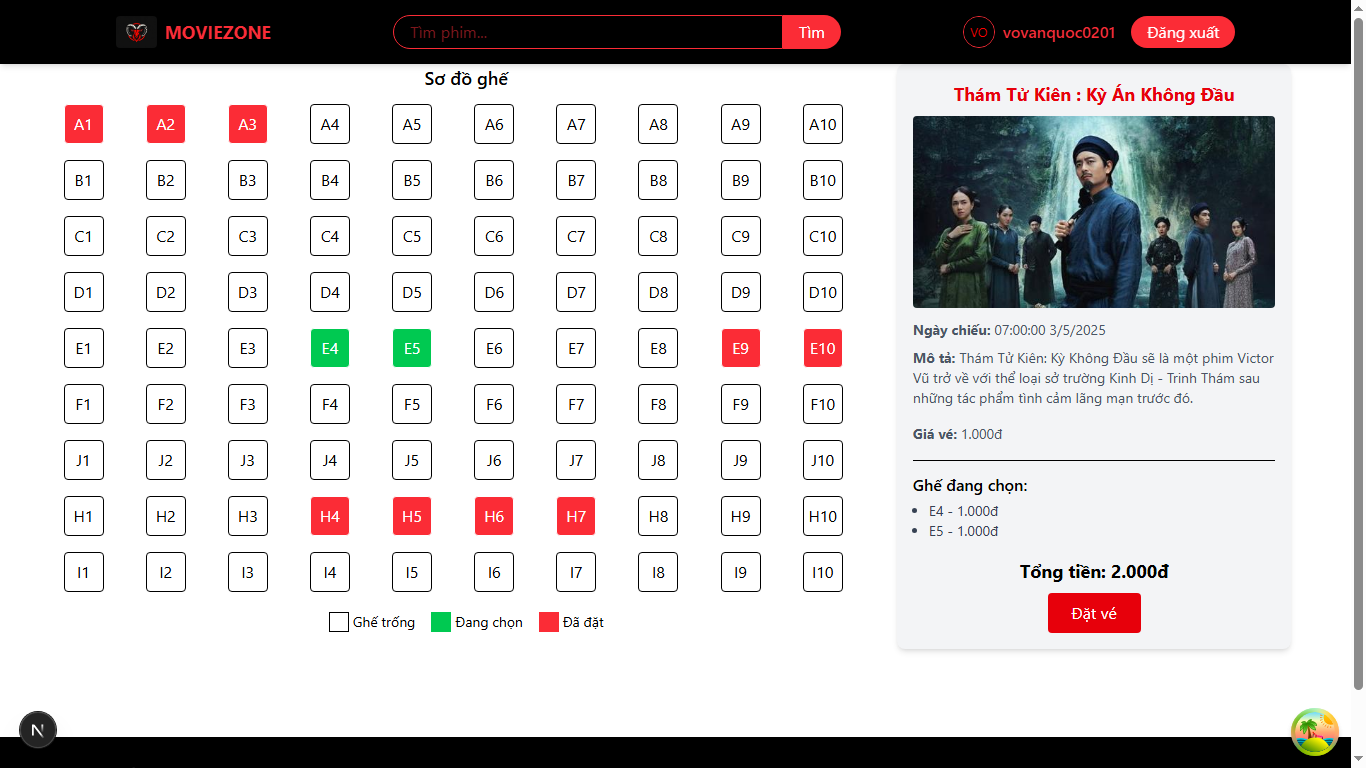 MOVIEZONE
Tìm phim...
Tìm
VO
vovanquoc0201
Đăng xuất
Sơ đồ ghế
A1 A2 A3 A4 A5 A6 A7 A8 A9 A10
B1 B2 B3 B4 B5 B6 B7 B8 B9 B10
C1 C2 C3 C4 C5 C6 C7 C8 C9 C10
D1 D2 D3 D4 D5 D6 D7 D8 D9 D10
E1 E2 E3 E4 E5 E6 E7 E8 E9 E10
F1 F2 F3 F4 F5 F6 F7 F8 F9 F10
J1 J2 J3 J4 J5 J6 J7 J8 J9 J10
H1 H2 H3 H4 H5 H6 H7 H8 H9 H10
I1 I2 I3 I4 I5 I6 I7 I8 I9 I10
Ghế trống Đang chọn Đã đặt
Thám Tử Kiên : Kỳ Án Không Đầu
Ngày chiếu: 07:00:00 3/5/2025
Mô tả: Thám Tử Kiên: Kỳ Không Đầu sẽ là một phim Victor
Vũ trở về với thể loại sở trường Kinh Dị - Trinh Thám sau
những tác phẩm tình cảm lãng mạn trước đó.
Giá vé: 1.000đ
Ghế đang chọn:
E4 - 1.000đ
E5 - 1.000đ
Tổng tiền: 2.000đ
Đặt vé
N